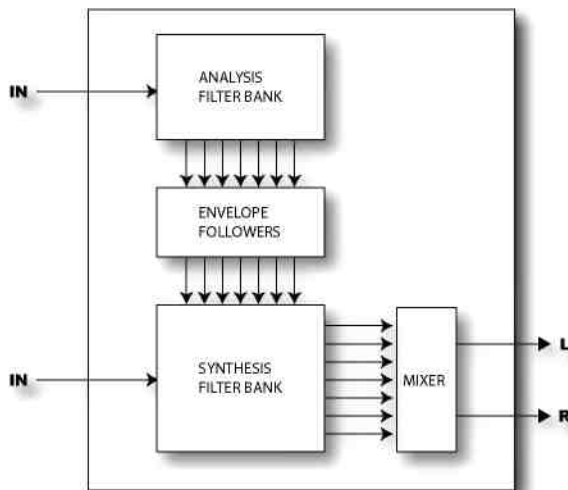 ANALYSIS
FILTER BANK
IN
ENVELOPE
FOLLOWERS
SYNTHESIS
FILTER BANK
IN
MIXER
L
R